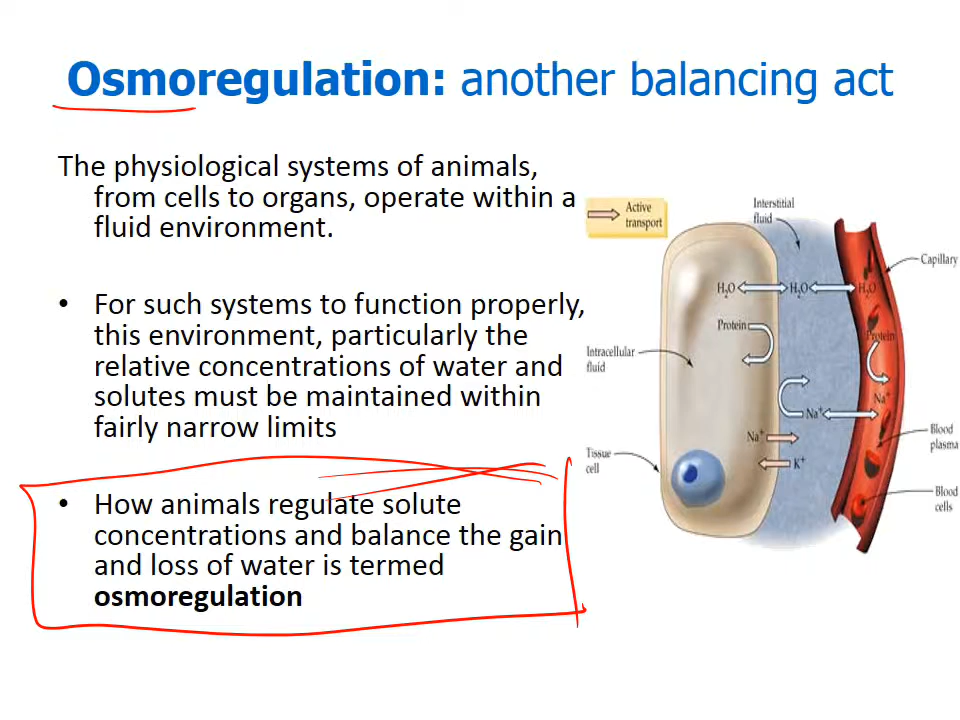 Osmoregulation: another balancing act
The physiological systems of animals,
from cells to organs, operate within a
fluid environment.
• For such systems to function properly,
this environment, particularly the
relative concentrations of water and
solutes must be maintained within
fairly narrow limits
• How animals regulate solute
concentrations and balance the gain
and loss of water is termed
osmoregulation
Active
transport
Interstitial
fluid
Capillary
H₂O H₂O H₂O
Protein
Protein
Intracellular
fluid
Na⁺
Na⁺
Na⁺
K⁺
Tissue
cell
Blood
plasma
Blood
cells